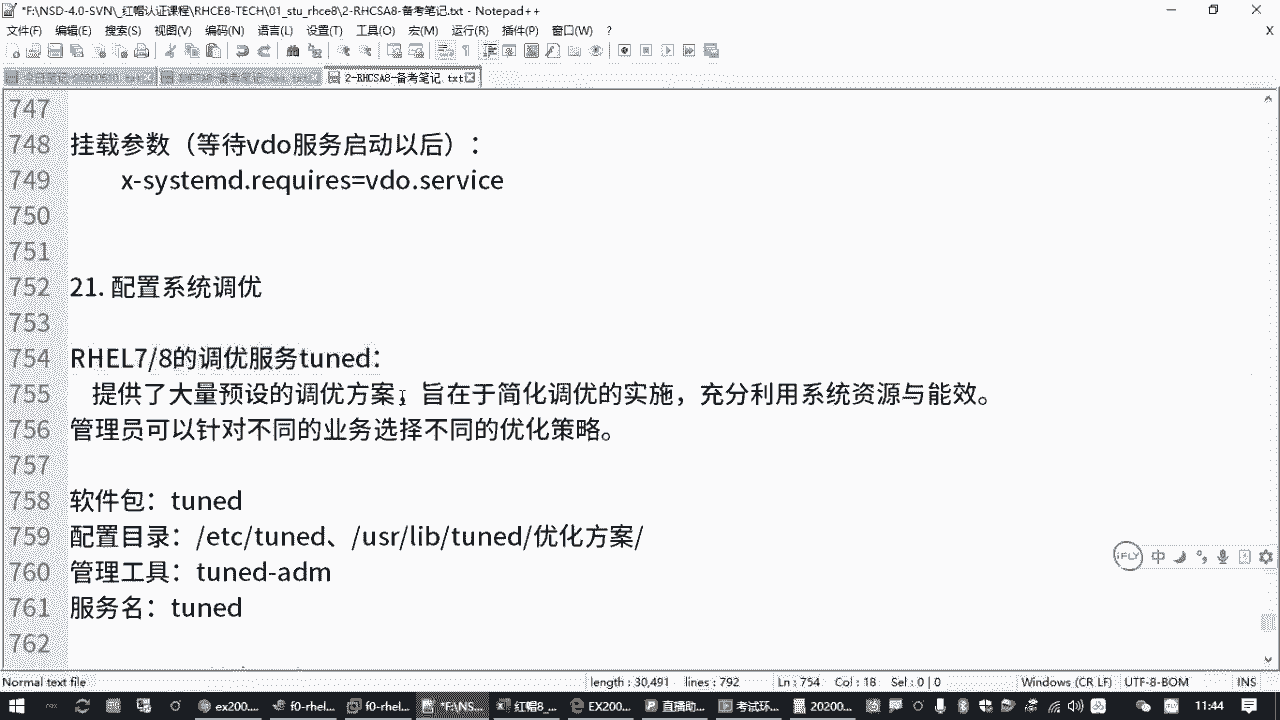 *F:\NSD-4.0-SVN\_红帽认证课程\RHCE8-TECH\01_stu_rhce8\2-RHCSA8-备考笔记.txt - Notepad++
文件(F) 编辑(E) 搜索(S) 视图(V) 编码(N) 语言(L) 设置(T) 工具(O) 宏(M) 运行(R) 插件(P) 窗口(W) ? X
2-RHCSA8-备考笔记.txt
747
748 挂载参数（等待vdo服务启动以后）：
749 x-systemd.requires=vdo.service
750
751
752 21. 配置系统调优
753
754 RHEL7/8的调优服务tuned：
755 提供了大量预设的调优方案，旨在于简化调优的实施，充分利用系统资源与能效。
756 管理员可以针对不同的业务选择不同的优化策略。
757
758 软件包：tuned
759 配置目录：/etc/tuned、/usr/lib/tuned/优化方案/
760 管理工具：tuned-adm
761 服务名：tuned
762
iFLY 中
Normal text file length : 30,491 lines : 792 Ln : 754 Col : 18 Sel : 0 | 0 Windows (CR LF) UTF-8-BOM INS
ex200... f0-rhel... f0-rhel... *F:\NS... 红帽8_... EX200... 直播助... 考试环... 20200... 中 11:44